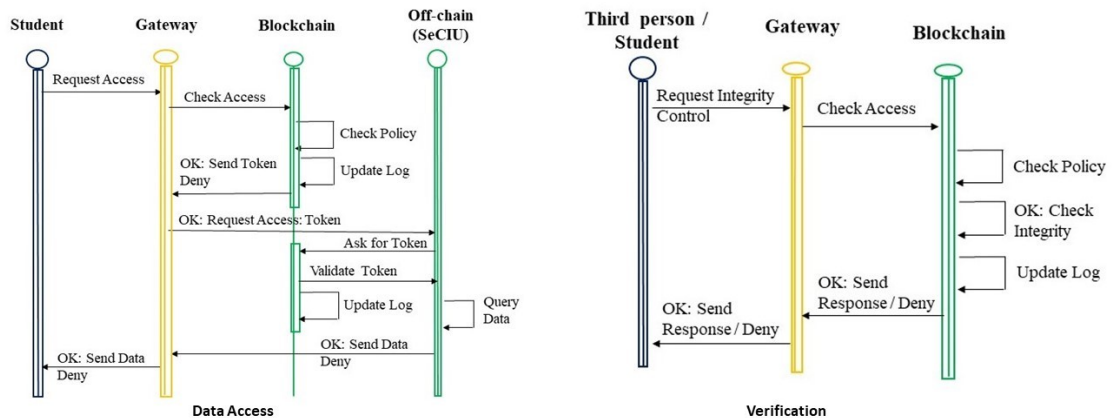 Student
Gateway
Blockchain
Off-chain
(SeCIU)
Request Access
Check Access
Check Policy
Update Log
OK: Send Token
Deny
OK: Request Access: Token
Ask for Token
Validate Token
Update Log
Query
Data
OK: Send Data
Deny
OK: Send Data
Deny
Data Access
Third person /
Student
Gateway
Blockchain
Request Integrity
Control
Check Access
Check Policy
OK: Check
Integrity
Update Log
OK: Send
Response / Deny
OK: Send
Response / Deny
Verification